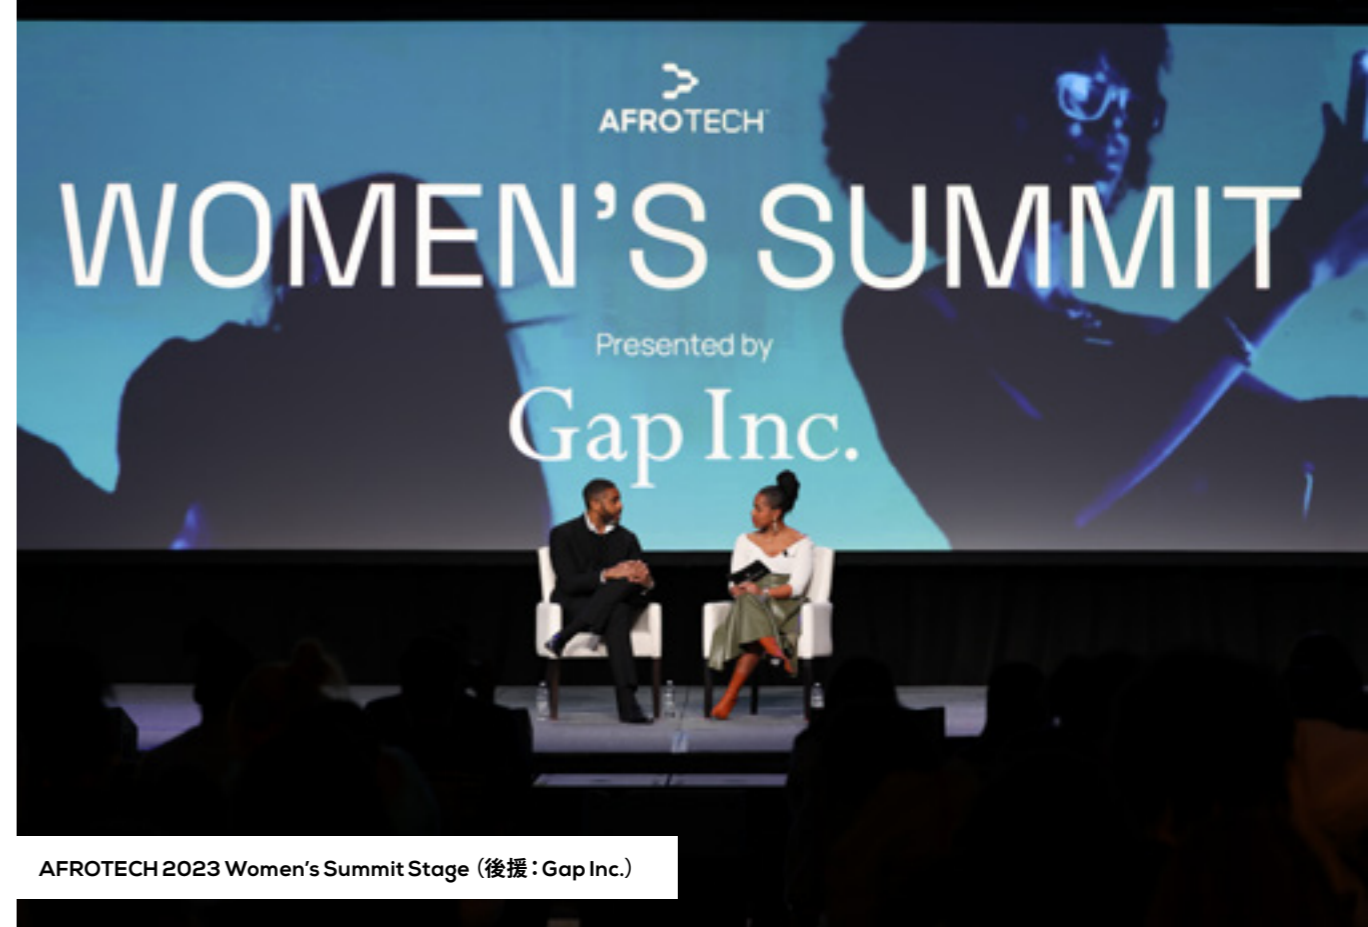 AFROTECH
WOMEN’S SUMMIT
Presented by
Gap Inc.
AFROTECH 2023 Women’s Summit Stage（後援：Gap Inc.）